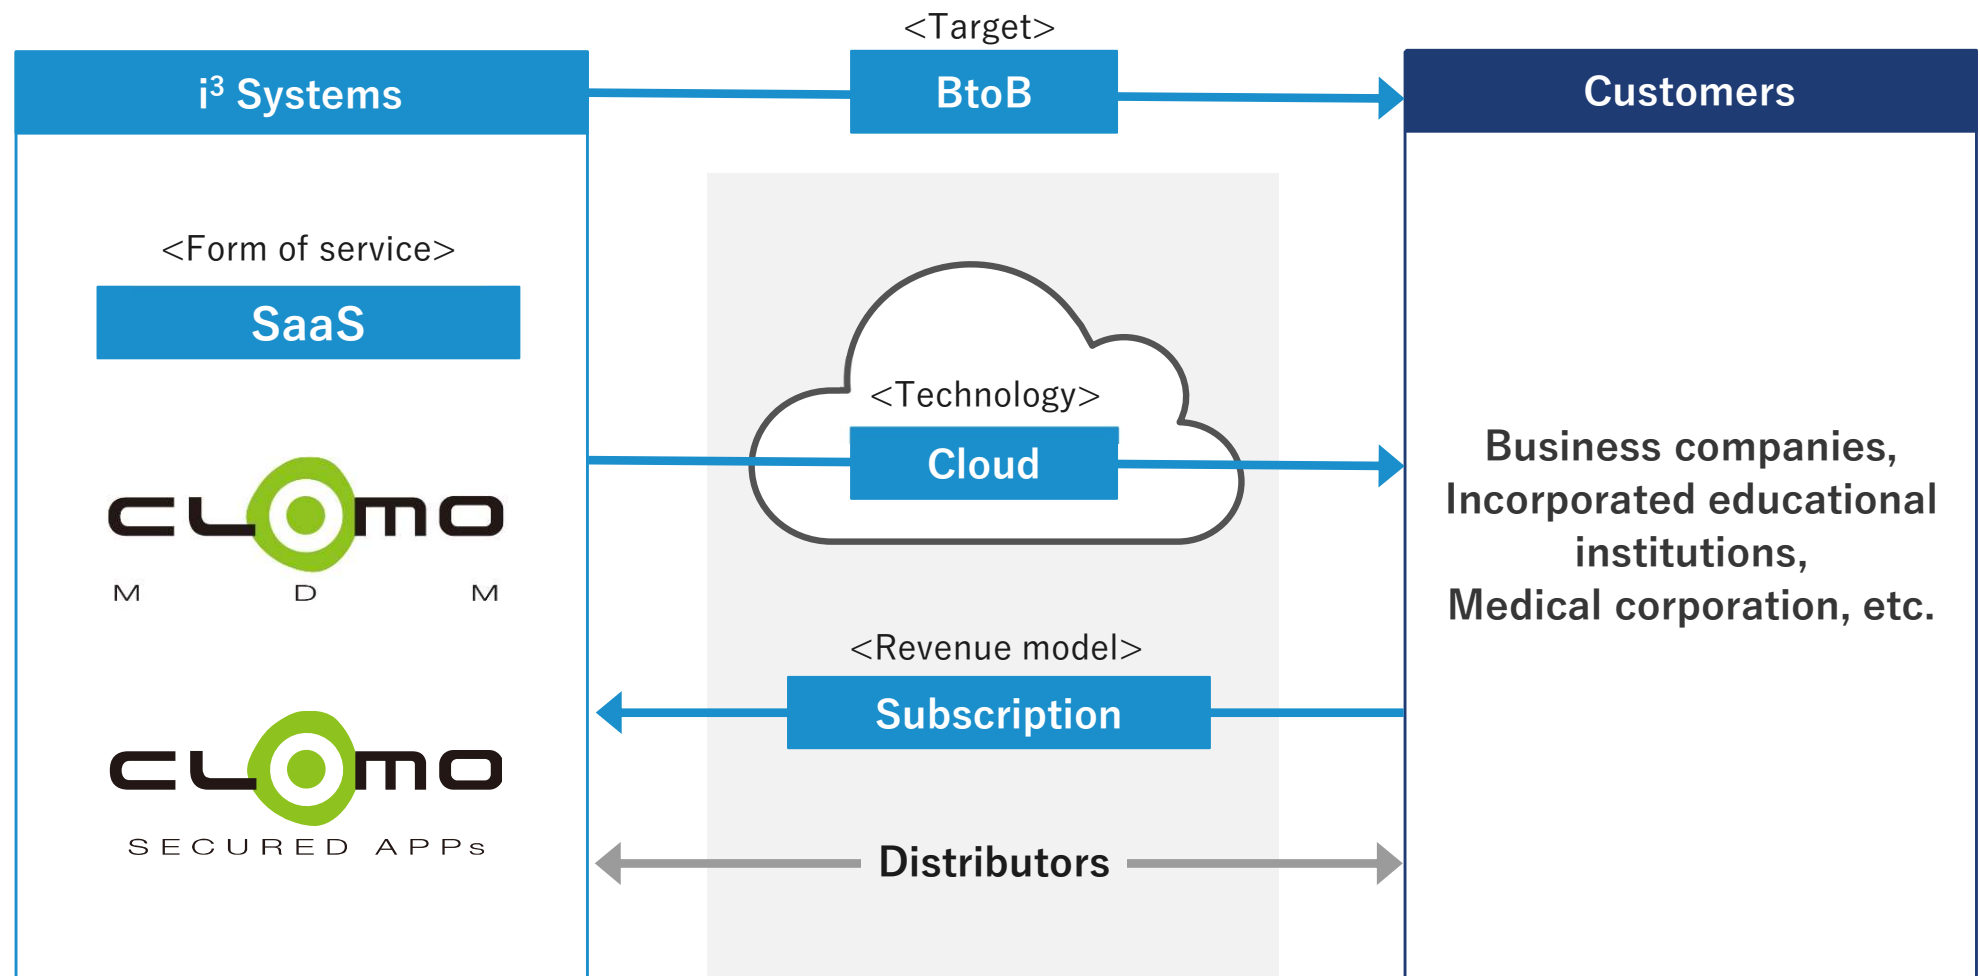 <Target>
i³ Systems
BtoB
Customers
<Form of service>
SaaS
CLOMO
M D M
CLOMO
SECURED APPs
<Technology>
Cloud
<Revenue model>
Subscription
Distributors
Business companies,
Incorporated educational
institutions,
Medical corporation, etc.